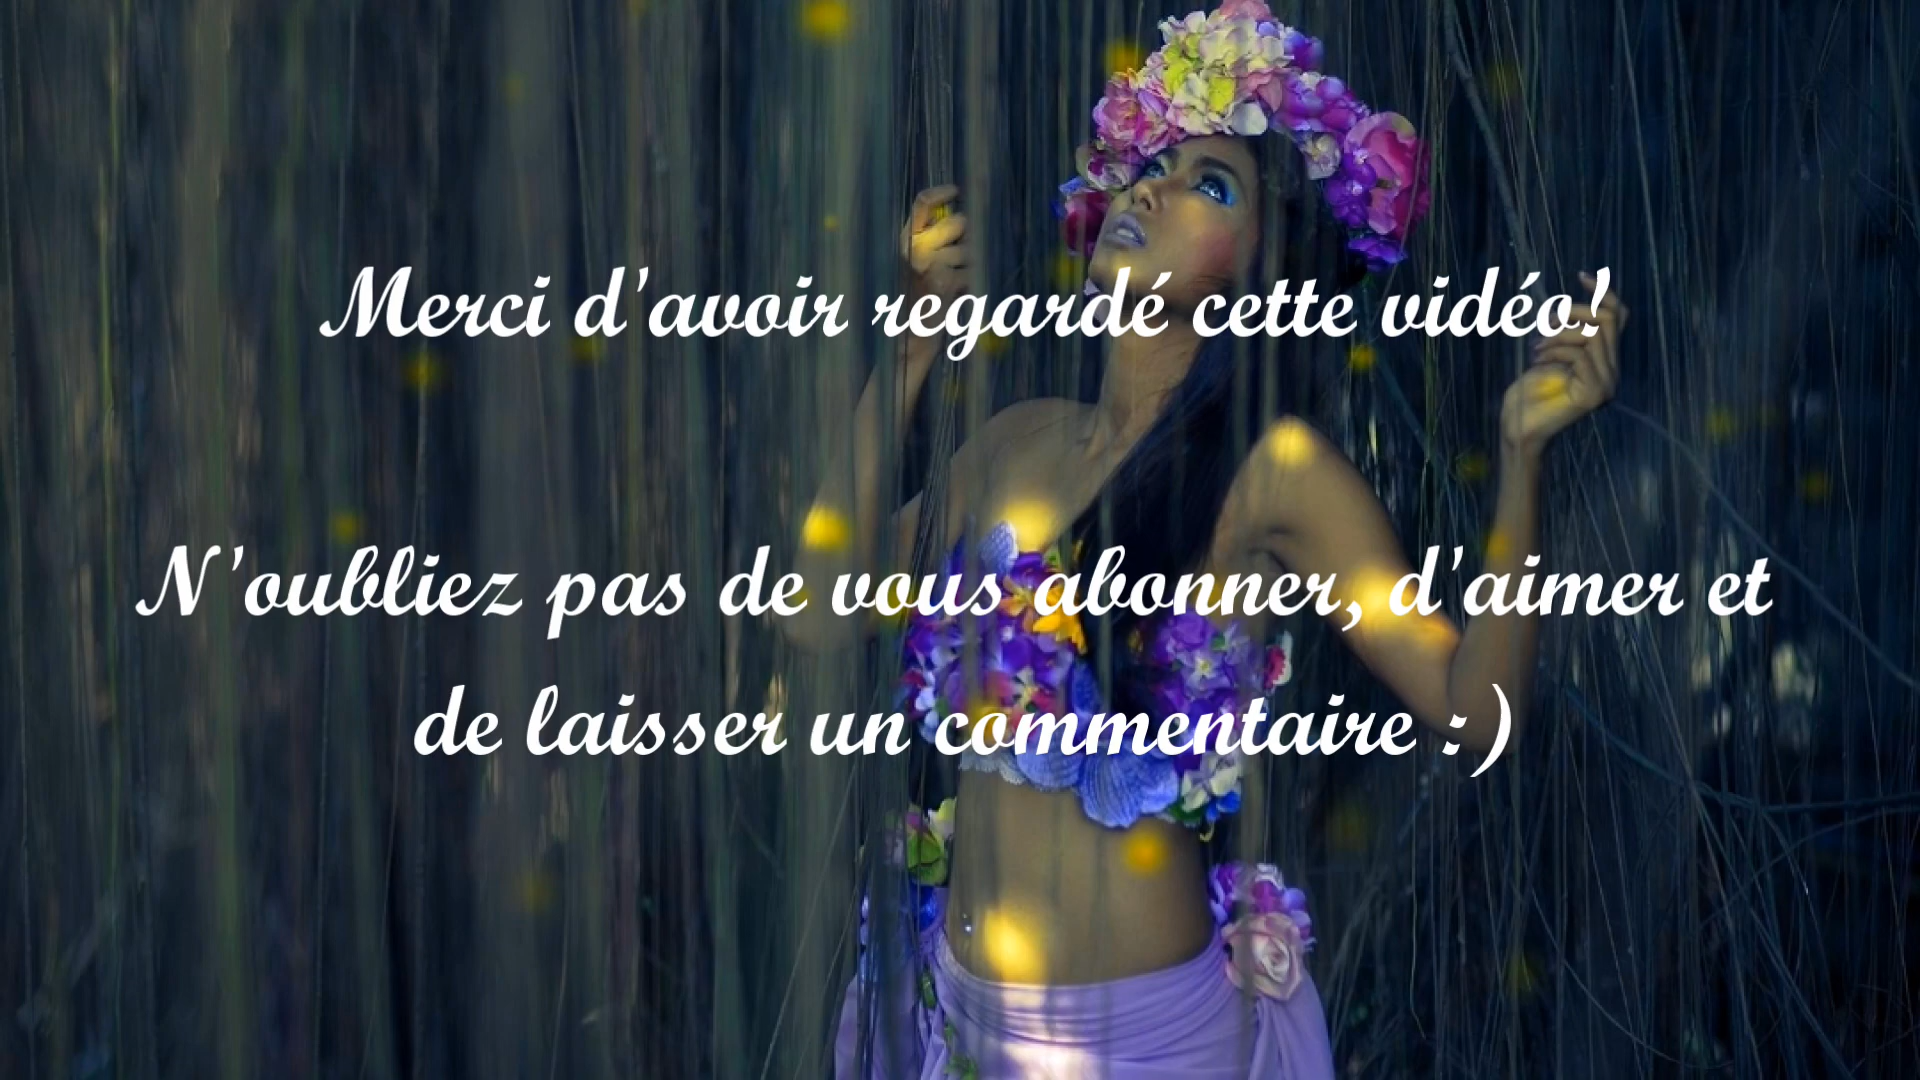 Merci d'avoir regardé cette vidéo!
N'oubliez pas de vous abonner, d'aimer et
de laisser un commentaire :)